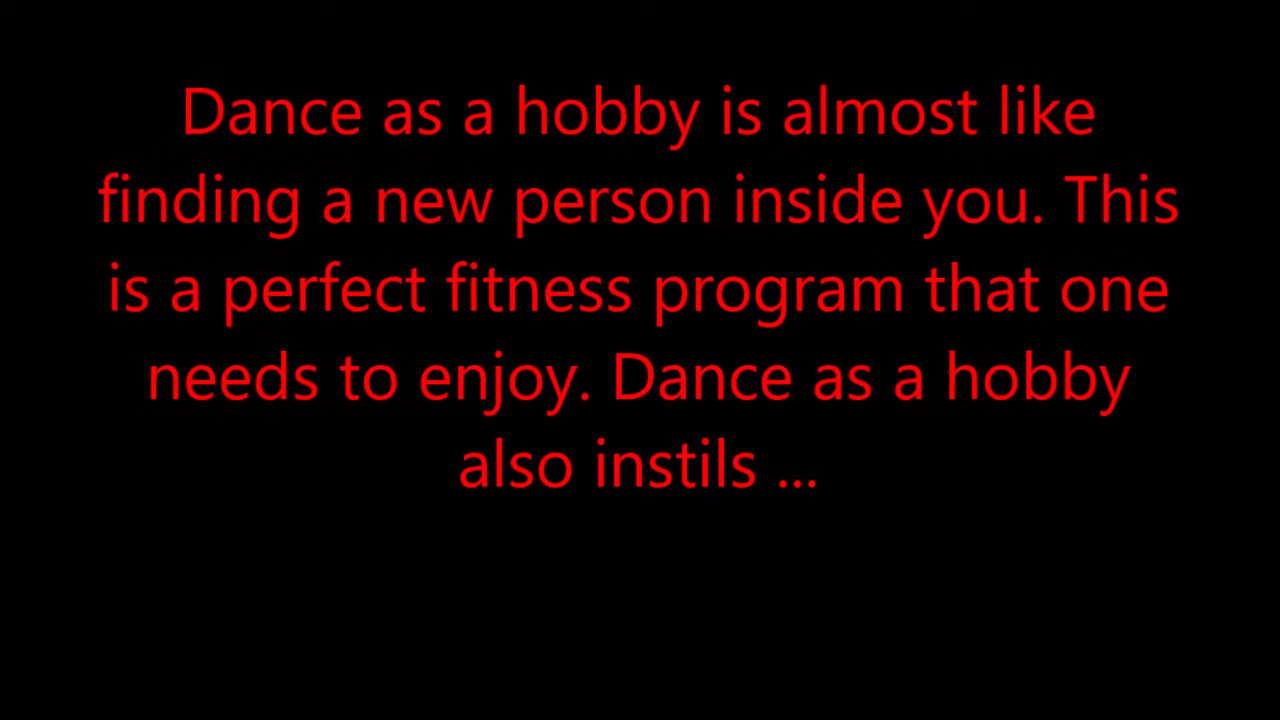 Dance as a hobby is almost like
finding a new person inside you. This
is a perfect fitness program that one
needs to enjoy. Dance as a hobby
also instils ...